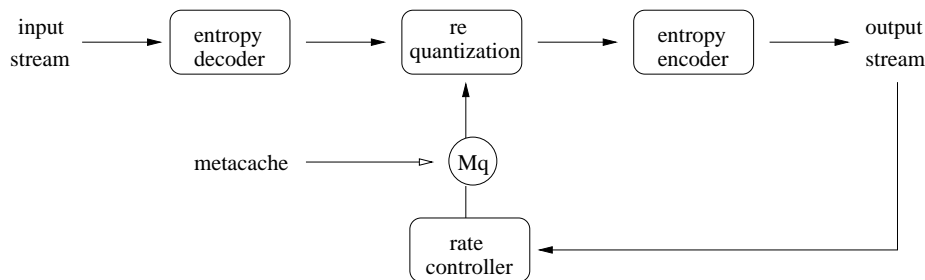 input
stream
entropy
decoder
re
quantization
entropy
encoder
output
stream
metacache
Mq
rate
controller